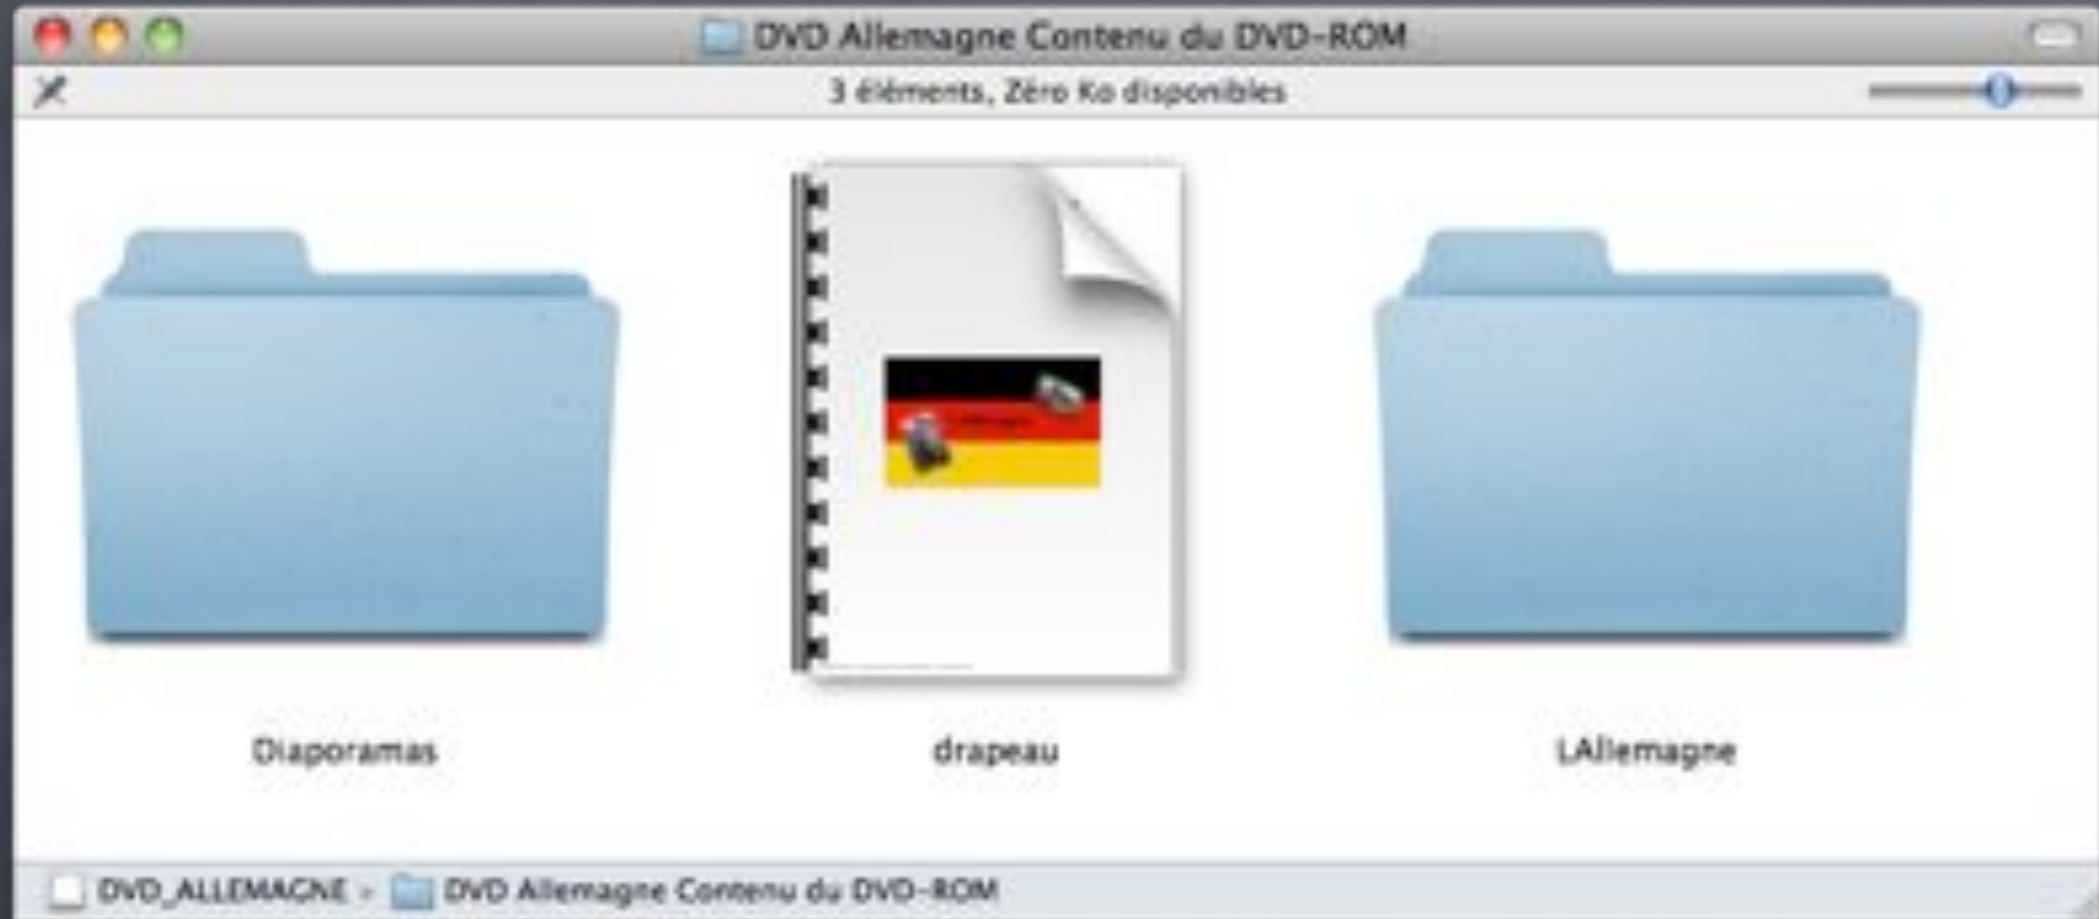 DVD Allemagne Contenu du DVD-ROM
3 éléments, Zéro Ko disponibles
Diaporamas
drapeau
LAllemagne
DVD_ALLEMAGNE ▸ DVD Allemagne Contenu du DVD-ROM